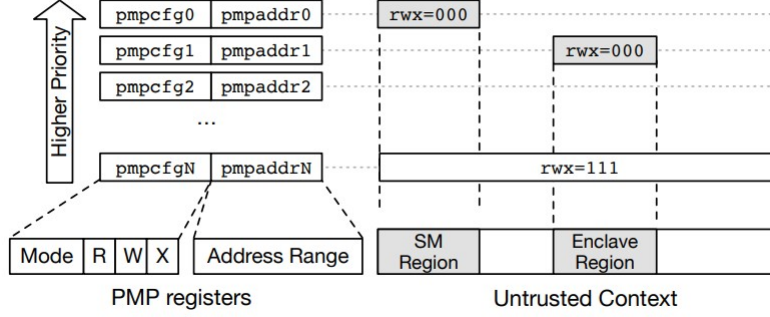 Higher Priority
pmpcfg0 pmpaddr0 rwx=000
pmpcfg1 pmpaddr1 rwx=000
pmpcfg2 pmpaddr2
...
pmpcfgN pmpaddrN rwx=111
Mode R W X Address Range SM Region Enclave Region
PMP registers Untrusted Context